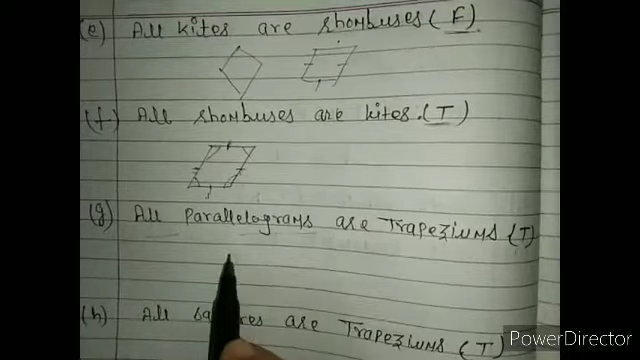 (e) All kites are rhombuses (F)
(f) All rhombuses are kites. (T)
(g) All parallelograms are Trapeziums (T)
(h) All are Trapeziums (T)
PowerDirector